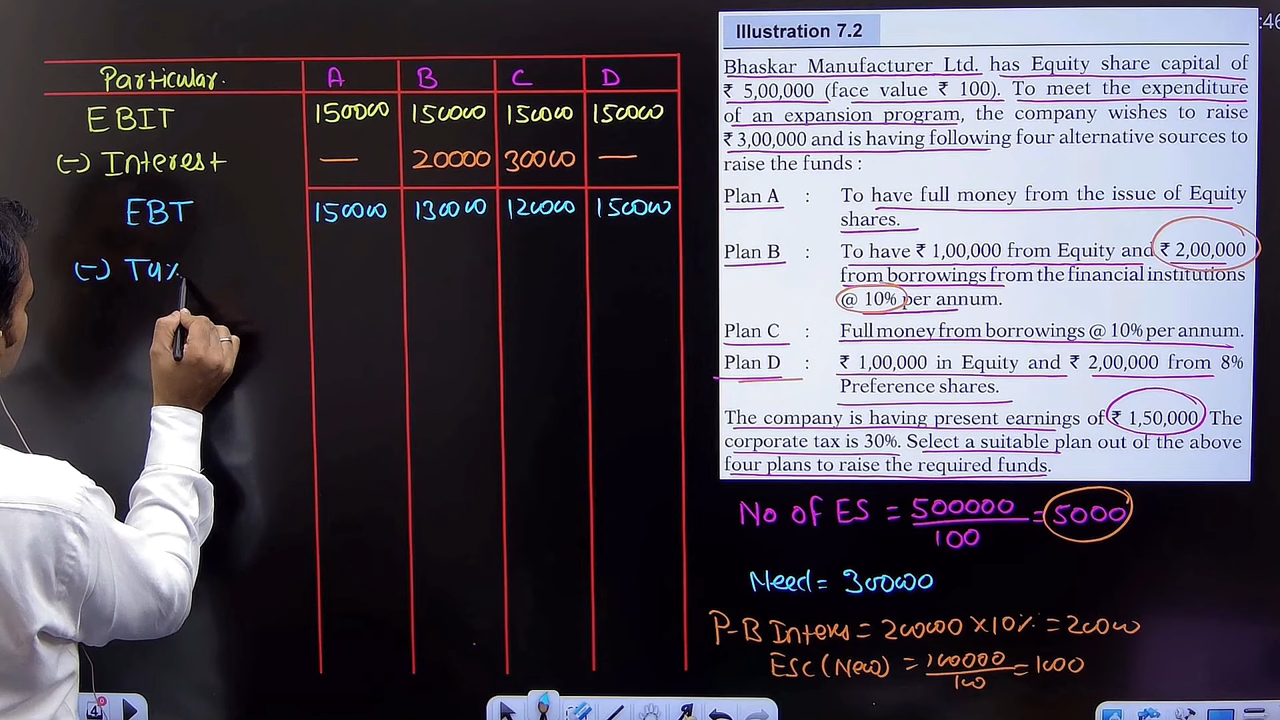 Particular. A B C D
EBIT 150000 150000 150000 150000
(-) Interest — 20000 30000 —
EBT 150000 130000 120000 150000
(-) Tax
Illustration 7.2
Bhaskar Manufacturer Ltd. has Equity share capital of
₹ 5,00,000 (face value ₹ 100). To meet the expenditure
of an expansion program, the company wishes to raise
₹ 3,00,000 and is having following four alternative sources to
raise the funds :
Plan A : To have full money from the issue of Equity
shares.
Plan B : To have ₹ 1,00,000 from Equity and ₹ 2,00,000
from borrowings from the financial institutions
@ 10% per annum.
Plan C : Full money from borrowings @ 10% per annum.
Plan D : ₹ 1,00,000 in Equity and ₹ 2,00,000 from 8%
Preference shares.
The company is having present earnings of ₹ 1,50,000 The
corporate tax is 30%. Select a suitable plan out of the above
four plans to raise the required funds.
No of ES = 500000 / 100 = 5000
Need = 300000
P-B Interes = 200000 × 10% = 20000
ESC (New) = 100000 / 100 = 1000